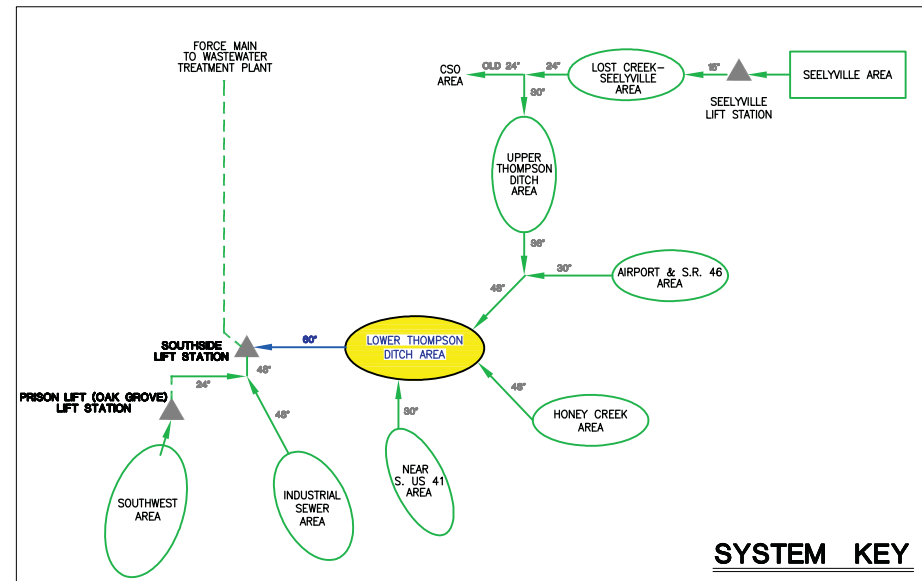 FORCE MAIN
TO WASTEWATER
TREATMENT PLANT
CSO
AREA
OLD 24"
24"
LOST CREEK-
SEELYVILLE
AREA
15"
SEELYVILLE
LIFT STATION
SEELYVILLE AREA
30"
UPPER
THOMPSON
DITCH
AREA
36"
30"
AIRPORT & S.R. 46
AREA
48"
LOWER THOMPSON
DITCH AREA
60"
SOUTHSIDE
LIFT STATION
48"
24"
PRISON LIFT (OAK GROVE)
LIFT STATION
48"
30"
48"
HONEY CREEK
AREA
SOUTHWEST
AREA
INDUSTRIAL
SEWER
AREA
NEAR
S. US 41
AREA
SYSTEM KEY